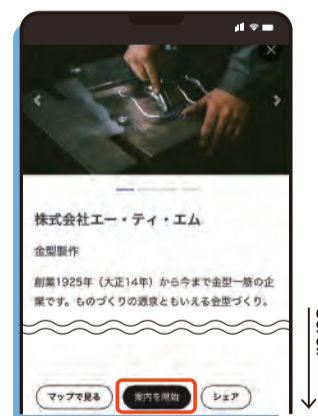 株式会社エー・ティ・エム
金型製作
創業1925年（大正14年）から今まで金型一筋の企
業です。ものづくりの源泉ともいえる金型づくり。
マップで見る
案内を開始
シェア